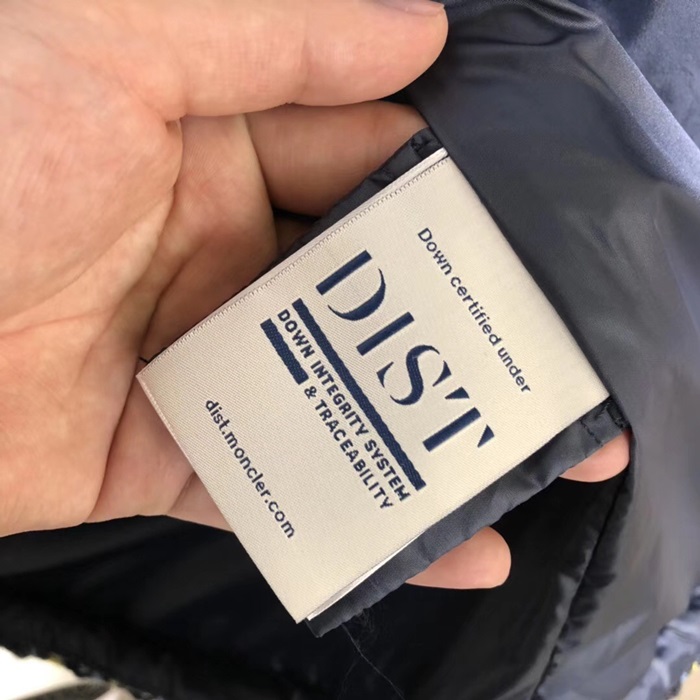 Down certified under
DIST
DOWN INTEGRITY SYSTEM
& TRACEABILITY
dist.moncler.com